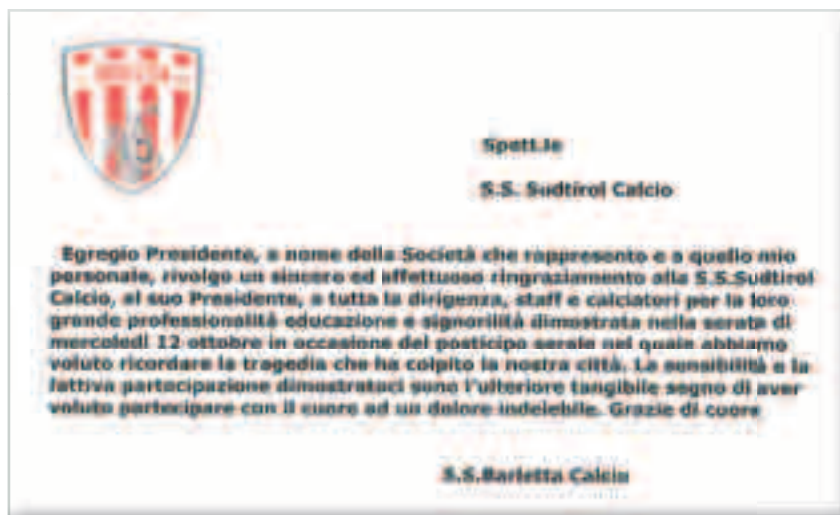 Spett.le
S.S. Sudtirol Calcio
Egregio Presidente, a nome della Società che rappresento e a quello mio
personale, rivolgo un sincero ed affettuoso ringraziamento alla S.S.Sudtirol
Calcio, al suo Presidente, a tutta la dirigenza, staff e calciatori per la loro
grande professionalità educazione e signorilità dimostrata nella serata di
mercoledì 12 ottobre in occasione del posticipo serale nel quale abbiamo
voluto ricordare la tragedia che ha colpito la nostra città. La sensibilità e la
fattiva partecipazione dimostrataci sono l'ulteriore tangibile segno di aver
voluto partecipare con il cuore ad un dolore indelebile. Grazie di cuore
S.S.Barletta Calcio